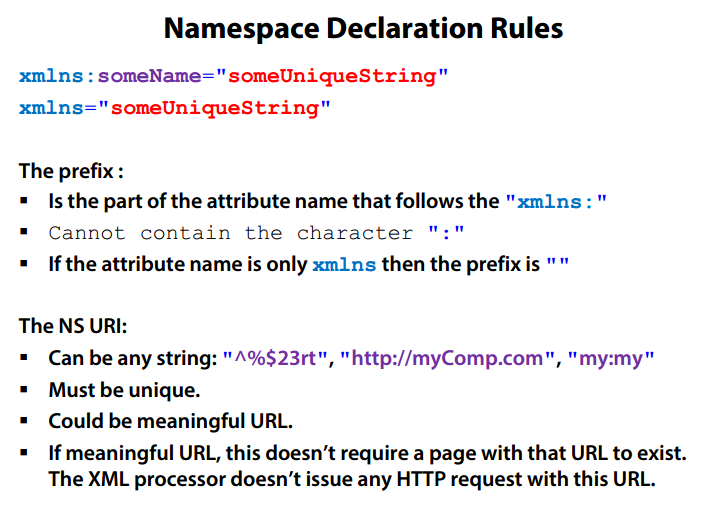 Namespace Declaration Rules
xmlns:someName="someUniqueString"
xmlns="someUniqueString"
The prefix :
▪ Is the part of the attribute name that follows the "xmlns:"
▪ Cannot contain the character ":"
▪ If the attribute name is only xmlns then the prefix is ""
The NS URI:
▪ Can be any string: "^%$23rt", "http://myComp.com", "my:my"
▪ Must be unique.
▪ Could be meaningful URL.
▪ If meaningful URL, this doesn’t require a page with that URL to exist.
The XML processor doesn’t issue any HTTP request with this URL.